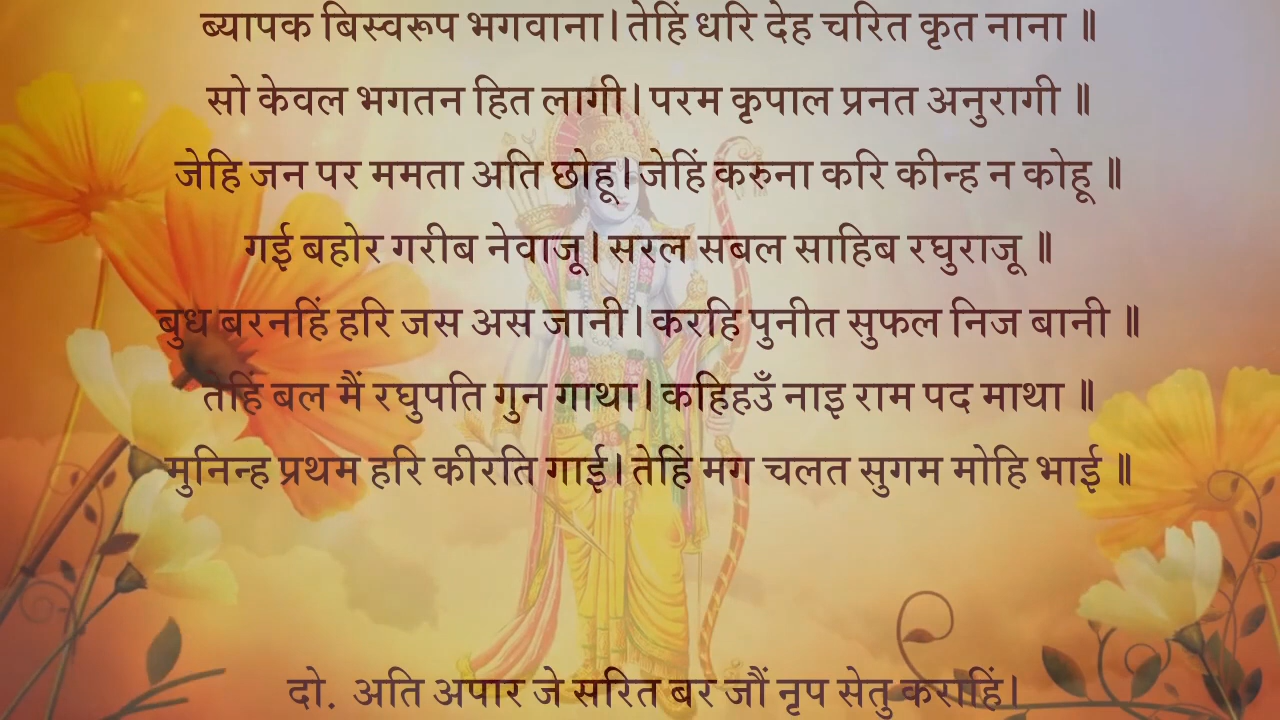 ब्यापक बिस्वरूप भगवाना। तेहिं धरि देह चरित कृत नाना ॥
सो केवल भगतन हित लागी। परम कृपाल प्रनत अनुरागी ॥
जेहि जन पर ममता अति छोहू। जेहिं करुना करि कीन्ह न कोहू ॥
गई बहोर गरीब नेवाजू। सरल सबल साहिब रघुराजू ॥
बुध बरनहिं हरि जस अस जानी। करहि पुनीत सुफल निज बानी ॥
तेहिं बल मैं रघुपति गुन गाथा। कहिहउँ नाइ राम पद माथा ॥
मुनिन्ह प्रथम हरि कीरति गाई। तेहिं मग चलत सुगम मोहि भाई ॥
दो. अति अपार जे सरित बर जौं नृप सेतु कराहिं।